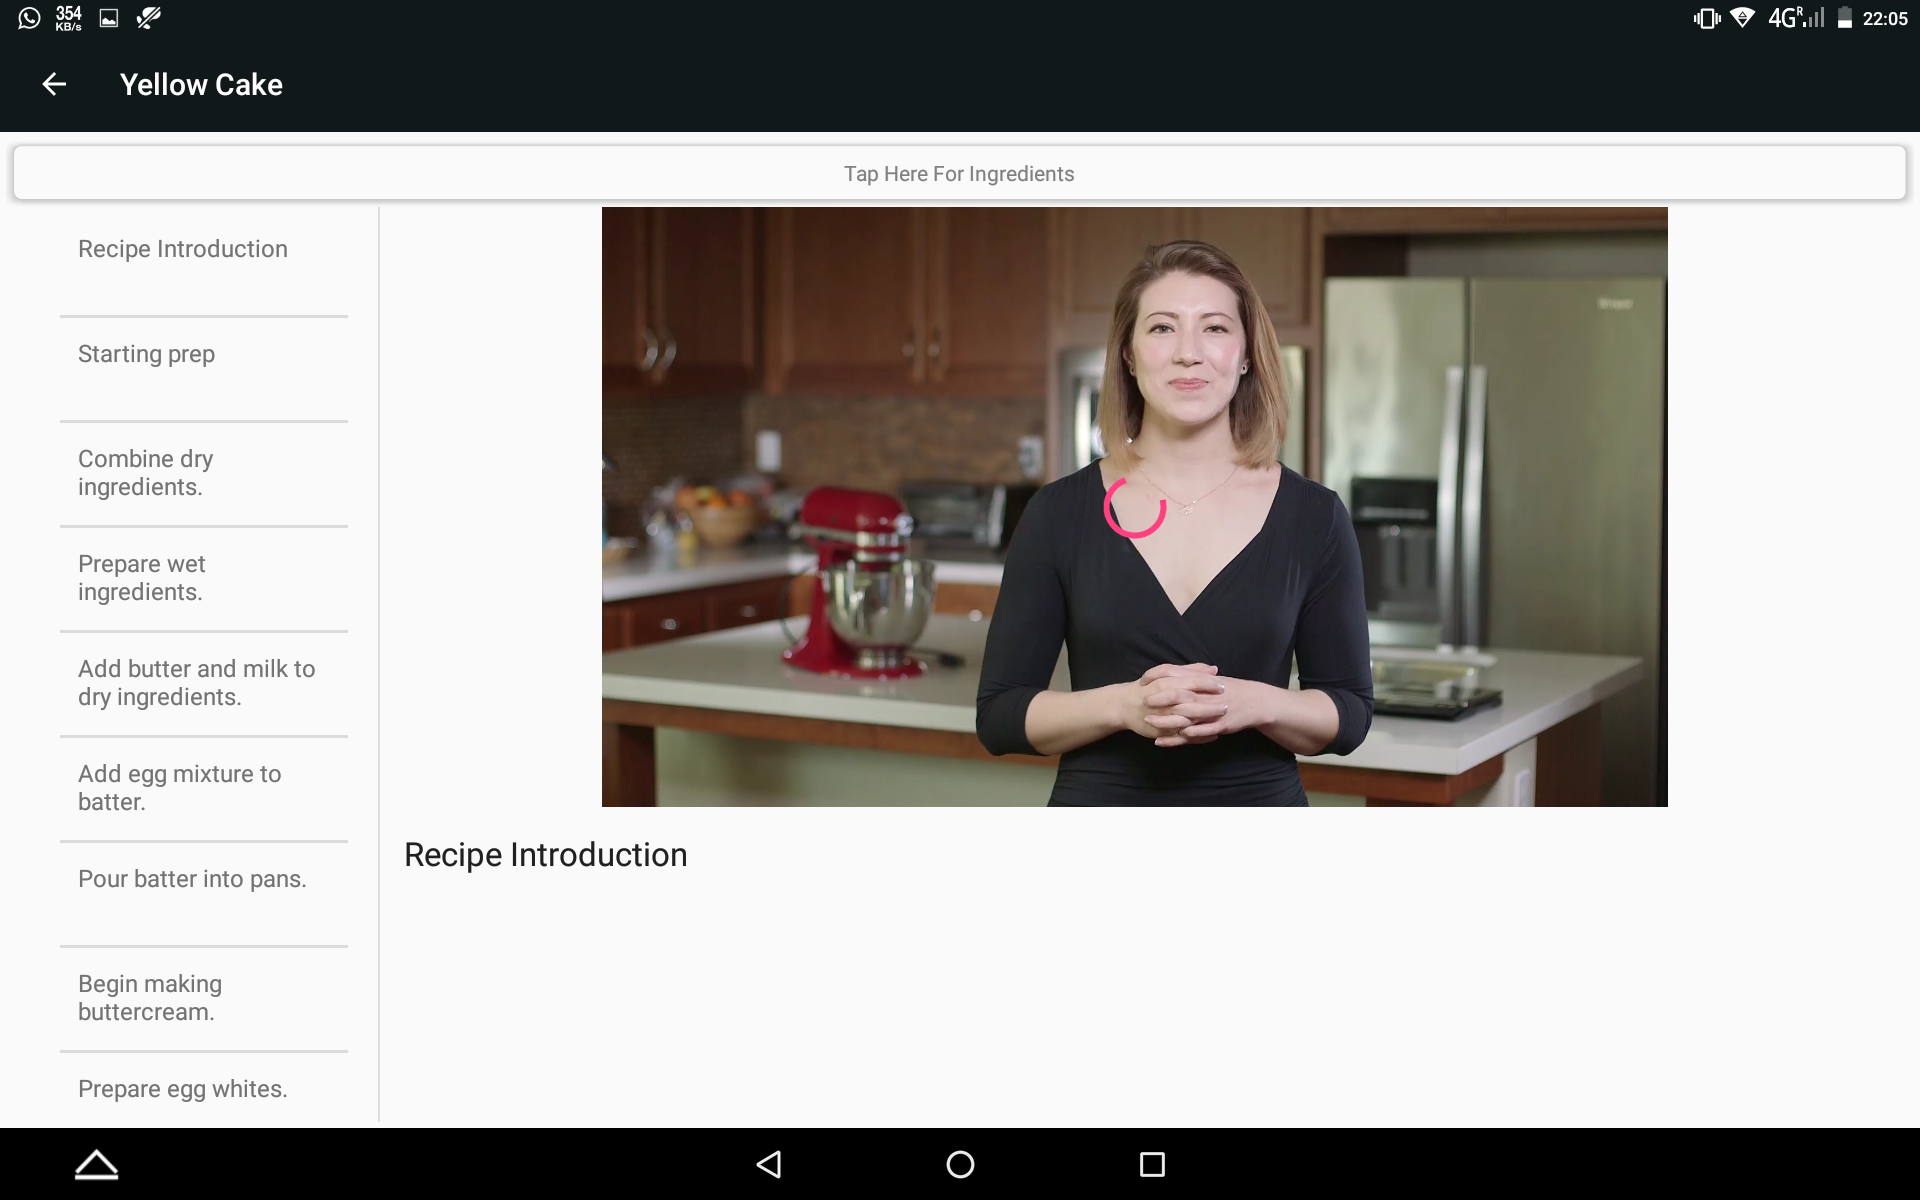 354
KB/s
4G R
22:05
Yellow Cake
Tap Here For Ingredients
Recipe Introduction
Starting prep
Combine dry
ingredients.
Prepare wet
ingredients.
Add butter and milk to
dry ingredients.
Add egg mixture to
batter.
Pour batter into pans.
Begin making
buttercream.
Prepare egg whites.
Recipe Introduction